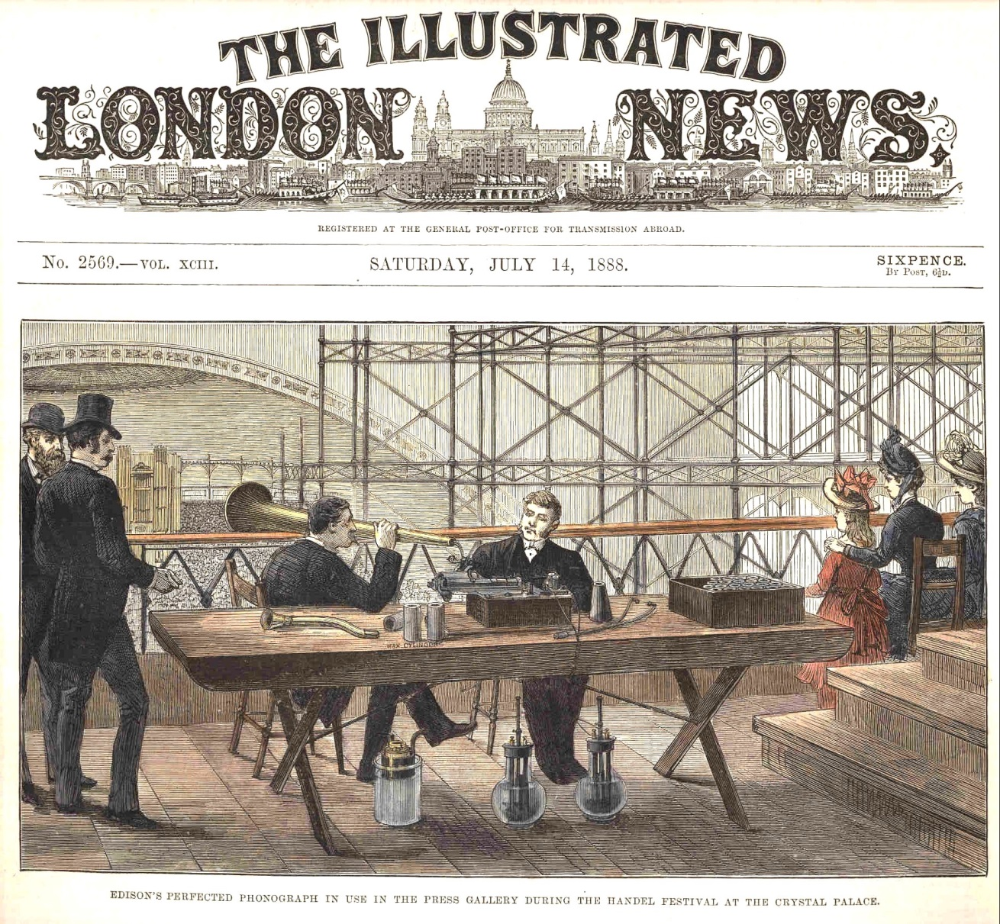 THE ILLUSTRATED
LONDON NEWS,
REGISTERED AT THE GENERAL POST-OFFICE FOR TRANSMISSION ABROAD.
No. 2569.—VOL. XCIII.
SATURDAY, JULY 14, 1888.
SIXPENCE.
By Post, 6½D.
WAX CYLINDERS
EDISON'S PERFECTED PHONOGRAPH IN USE IN THE PRESS GALLERY DURING THE HANDEL FESTIVAL AT THE CRYSTAL PALACE.